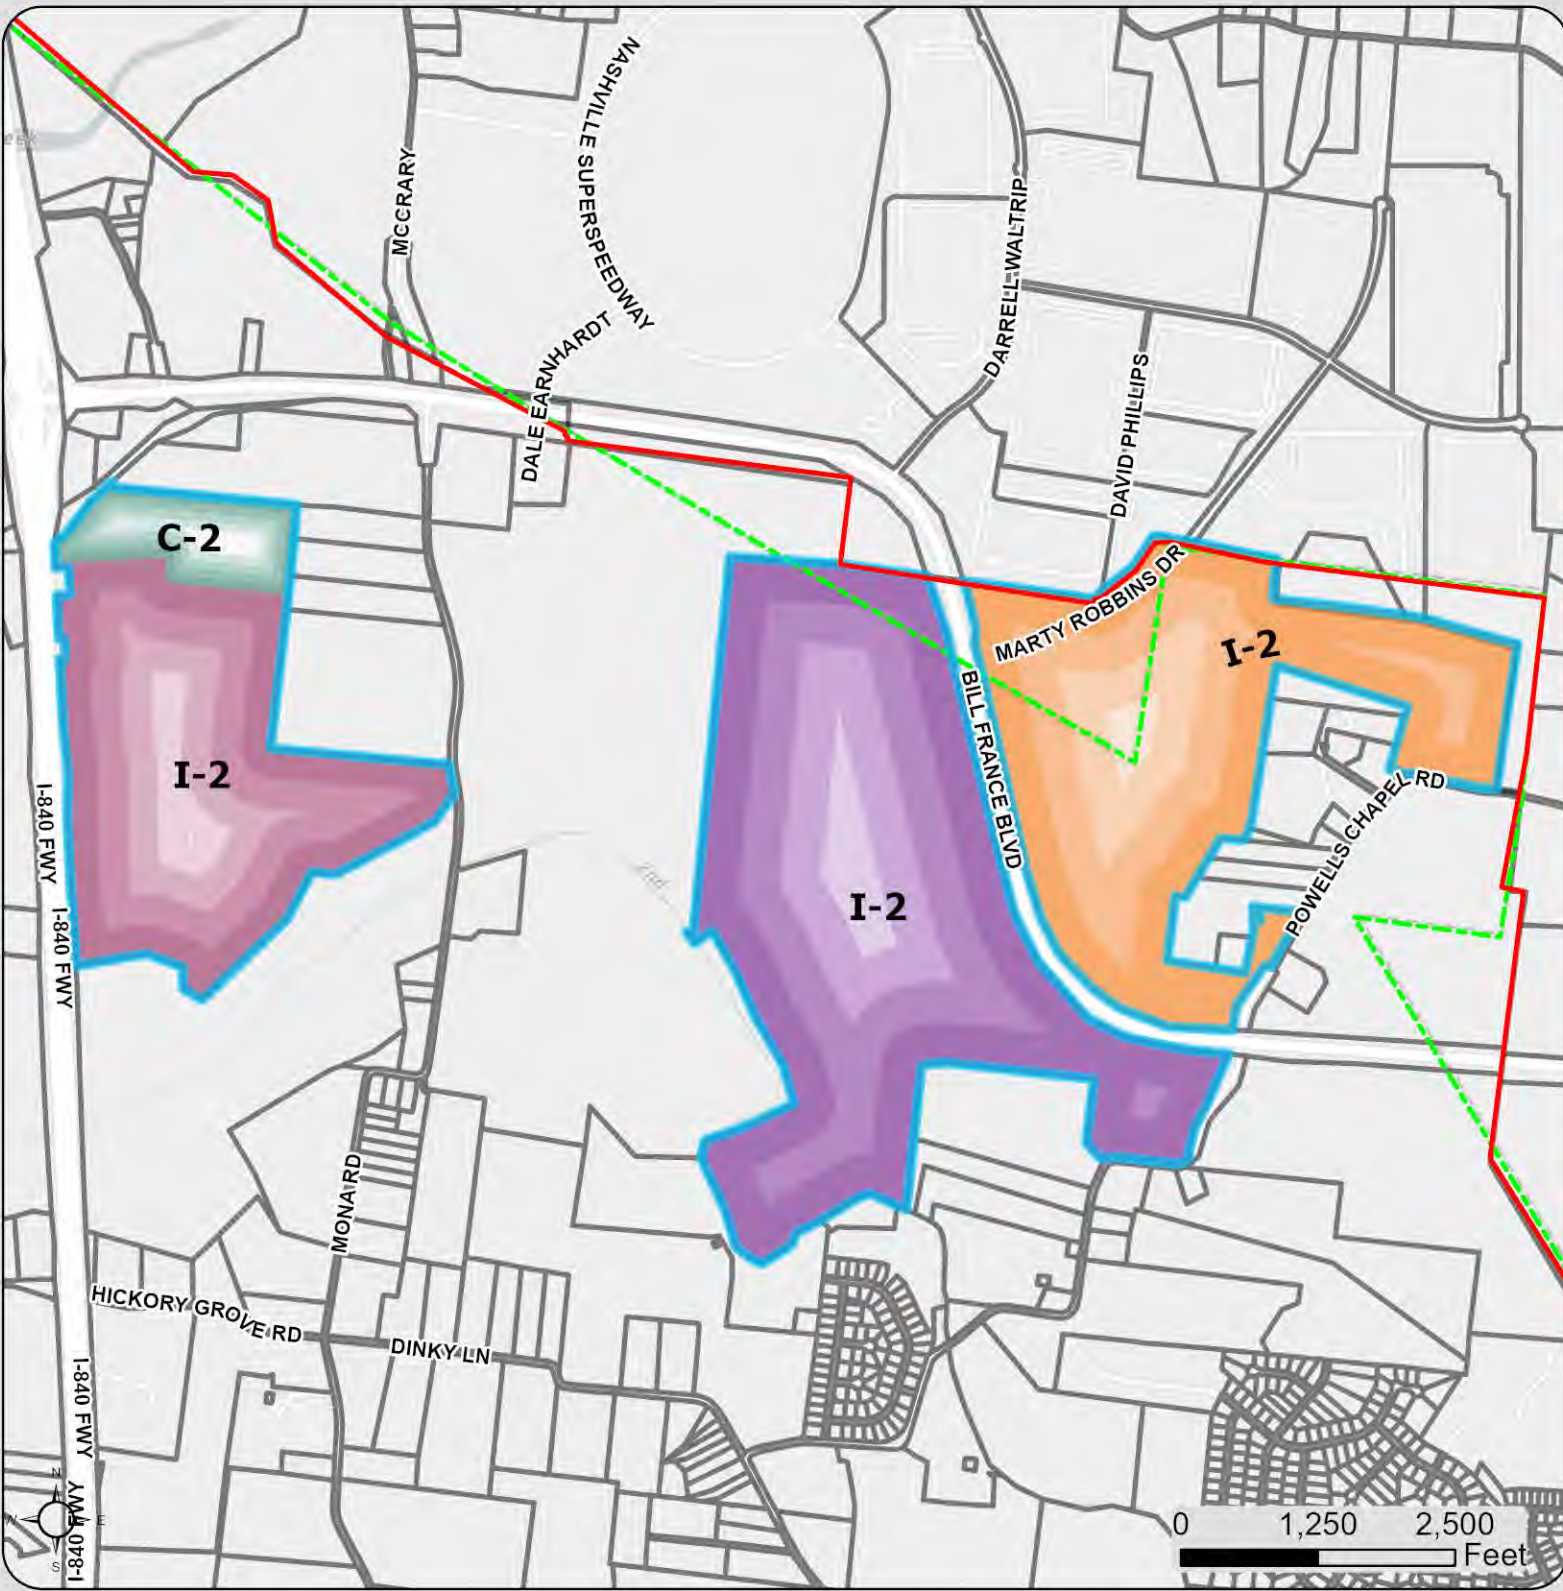 NASHVILLE SUPERSPEEDWAY
MCCRARY
DARRELL WALTRIP
DALE EARNHARDT
DAVID PHILLIPS
C-2
MARTY ROBBINS DR
I-2
I-2
BILL FRANCE BLVD
POWELLS CHAPEL RD
I-840 FWY
I-2
I-840 FWY
MONA RD
HICKORY GROVE RD
DINKY LN
I-840 FWY
I-840 FWY
N
W
E
S
0 1,250 2,500
Feet